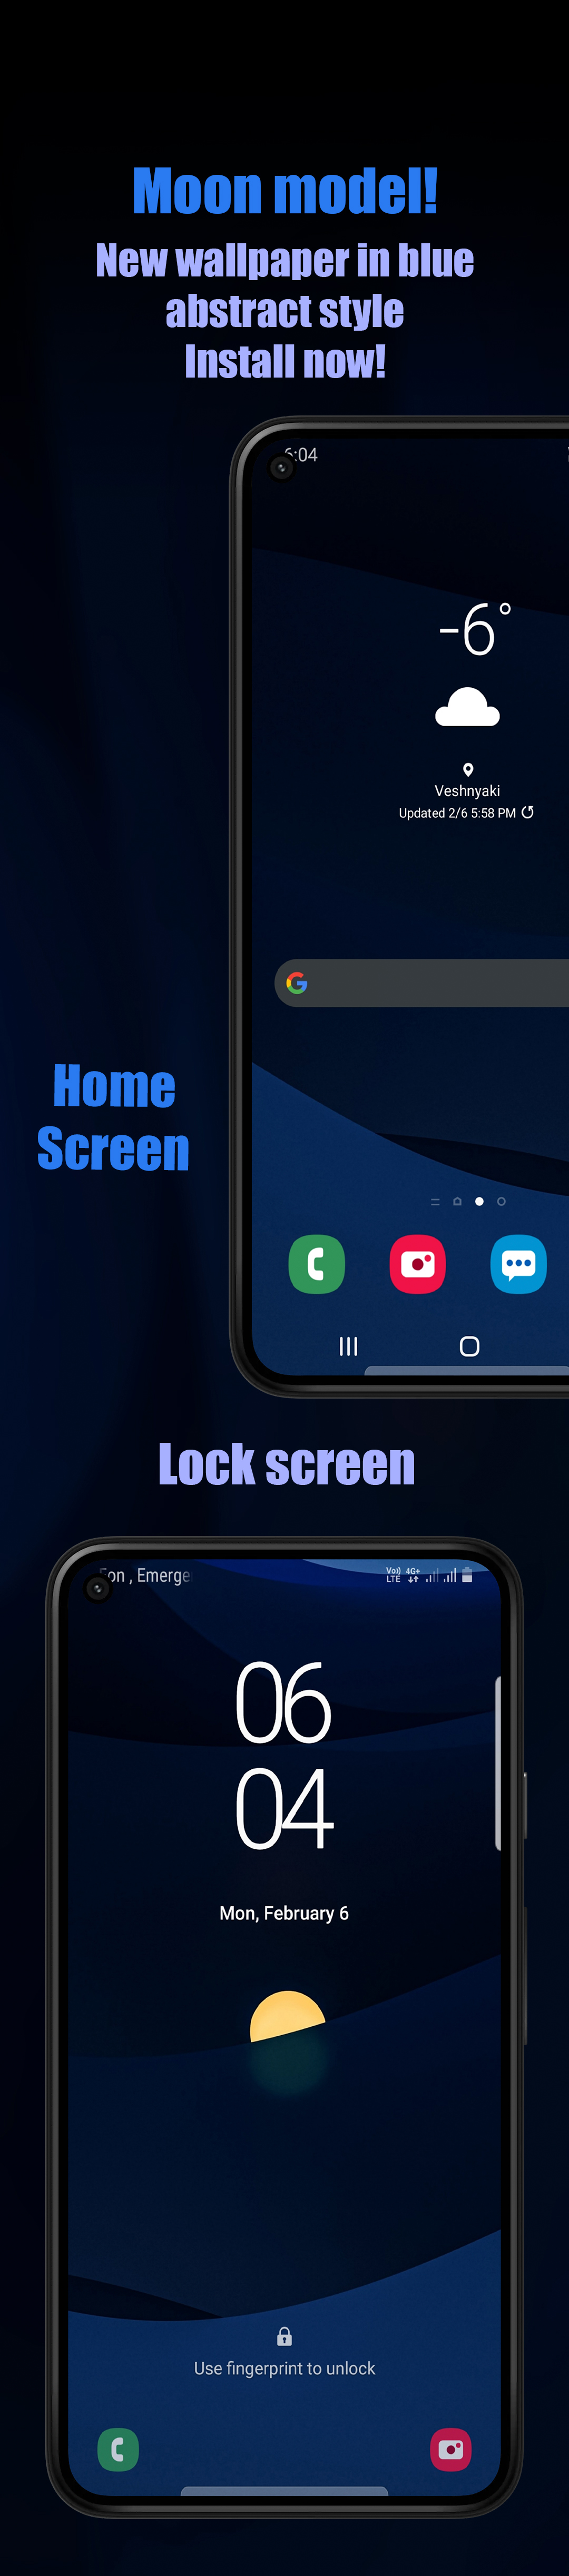 Moon model!
New wallpaper in blue
abstract style
Install now!
6:04
-6°
Veshnyaki
Updated 2/6 5:58 PM
Home
Screen
Lock screen
Fon , Emerge
Vo)) 4G+
LTE
06
04
Mon, February 6
Use fingerprint to unlock